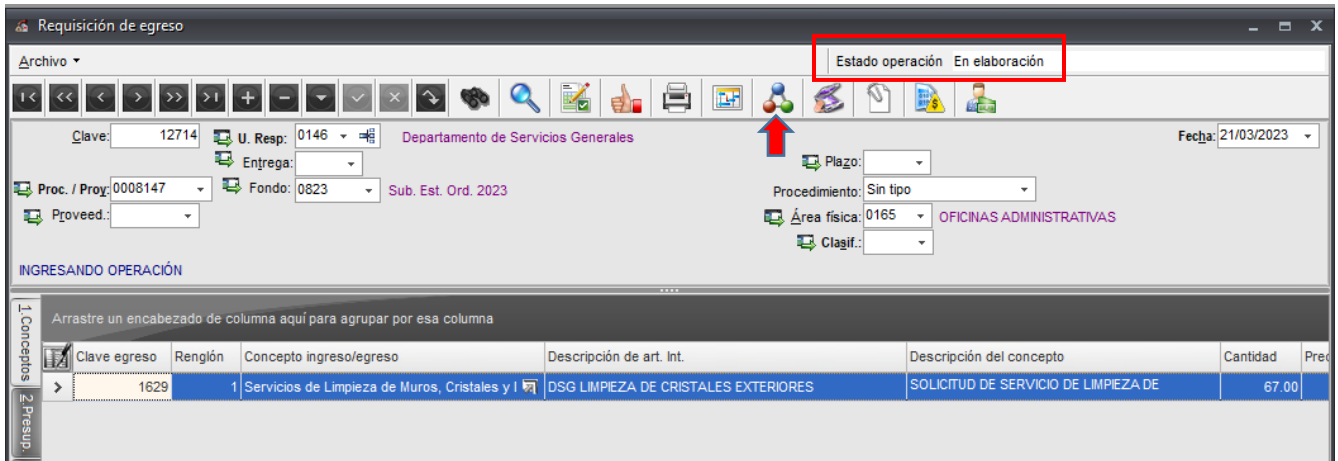 Requisición de egreso
Archivo
Estado operación En elaboración
Clave: 12714 U. Resp: 0146 Departamento de Servicios Generales Fecha: 21/03/2023
Entrega: Plazo:
Proc. / Proy: 0008147 Fondo: 0823 Sub. Est. Ord. 2023 Procedimiento: Sin tipo
Proveed.: Área física: 0165 OFICINAS ADMINISTRATIVAS
Clasif.:
INGRESANDO OPERACIÓN
1.Conceptos
2.Presup.
Arrastre un encabezado de columna aquí para agrupar por esa columna
Clave egreso Renglón Concepto ingreso/egreso Descripción de art. Int. Descripción del concepto Cantidad Prec
1629 1 Servicios de Limpieza de Muros, Cristales y DSG LIMPIEZA DE CRISTALES EXTERIORES SOLICITUD DE SERVICIO DE LIMPIEZA DE 67.00